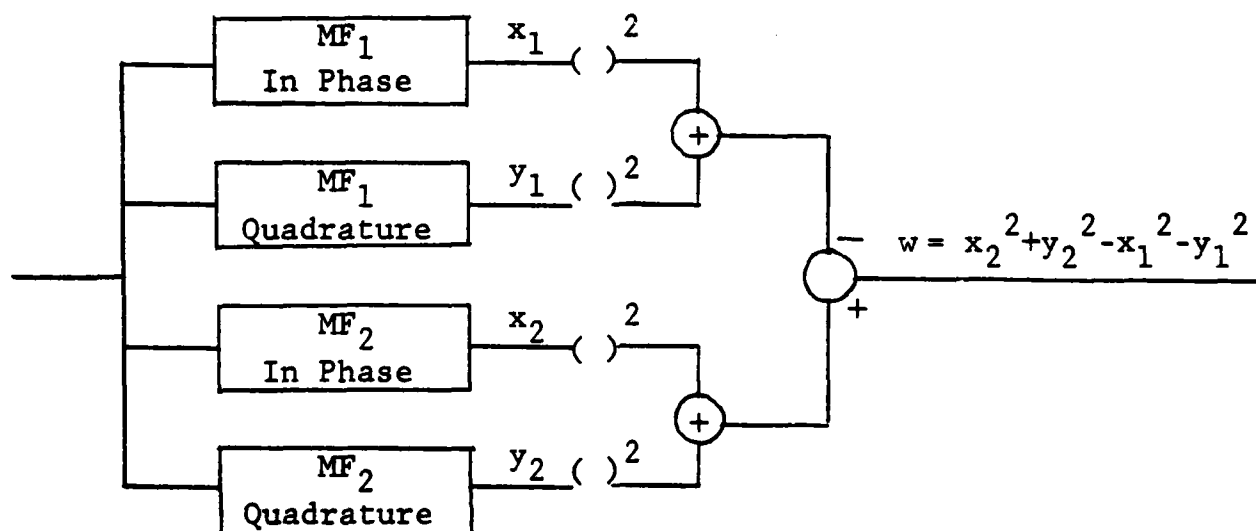 MF₁
In Phase
x₁ ( )²
+
MF₁
Quadrature
y₁ ( )²
− w = x₂²+y₂²-x₁²-y₁²
+
MF₂
In Phase
x₂ ( )²
+
MF₂
Quadrature
y₂ ( )²